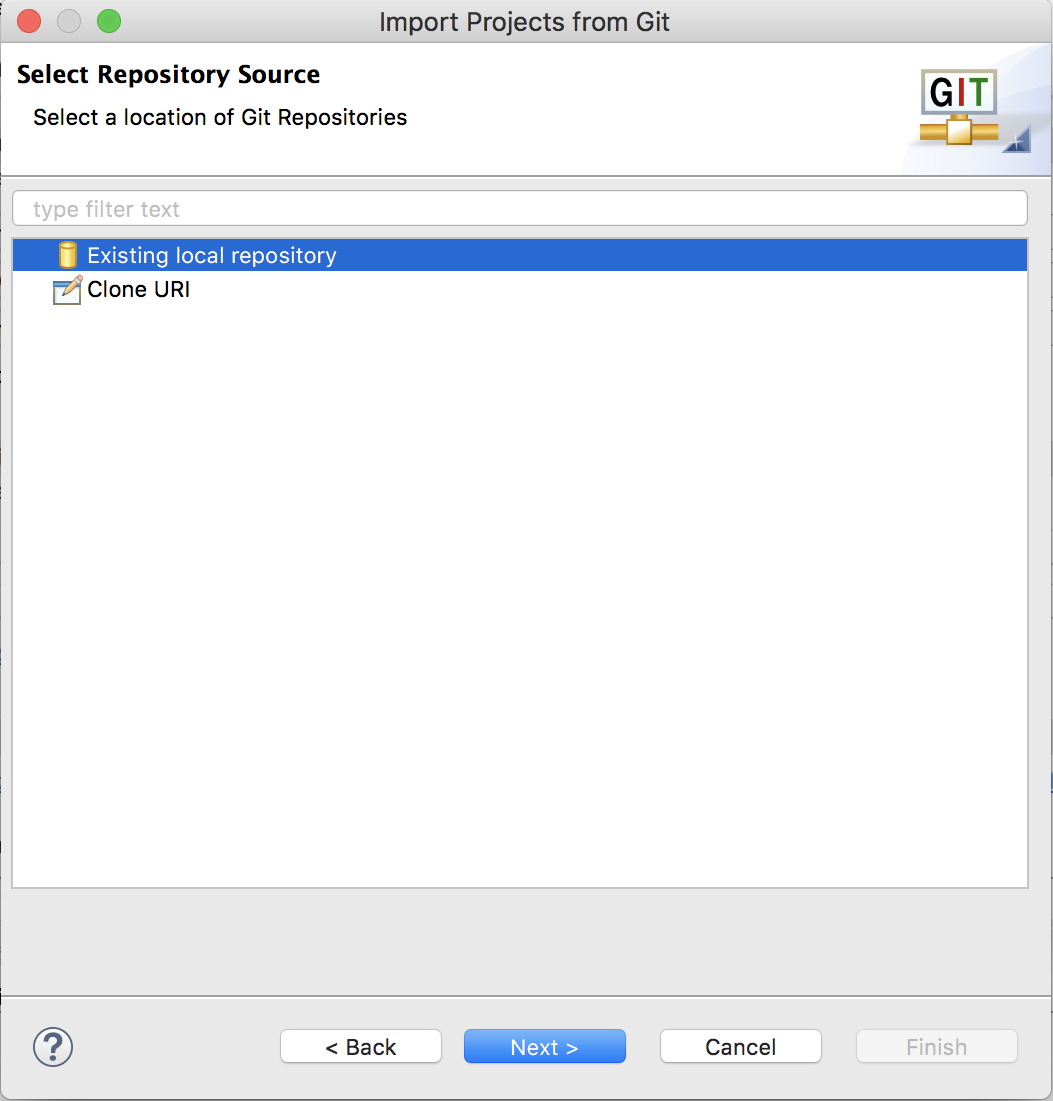 Import Projects from Git
Select Repository Source
Select a location of Git Repositories
GIT
type filter text
Existing local repository
Clone URI
?
< Back
Next >
Cancel
Finish